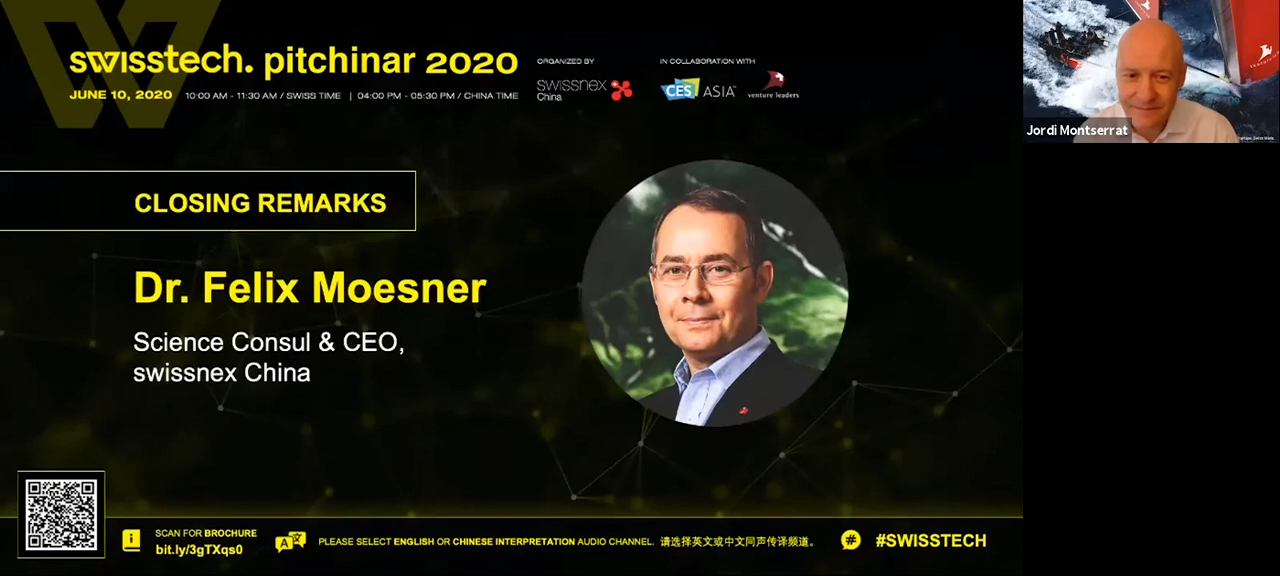 swisstech. pitchinar 2020
JUNE 10, 2020 10:00 AM - 11:30 AM / SWISS TIME | 04:00 PM - 05:30 PM / CHINA TIME
ORGANIZED BY
swissnex
China
IN COLLABORATION WITH
CES ASIA™
venture leaders
Jordi Montserrat
CLOSING REMARKS
Dr. Felix Moesner
Science Consul & CEO,
swissnex China
SCAN FOR BROCHURE
bit.ly/3gTXqs0
PLEASE SELECT ENGLISH OR CHINESE INTERPRETATION AUDIO CHANNEL. 请选择英文或中文同声传译频道。
#SWISSTECH